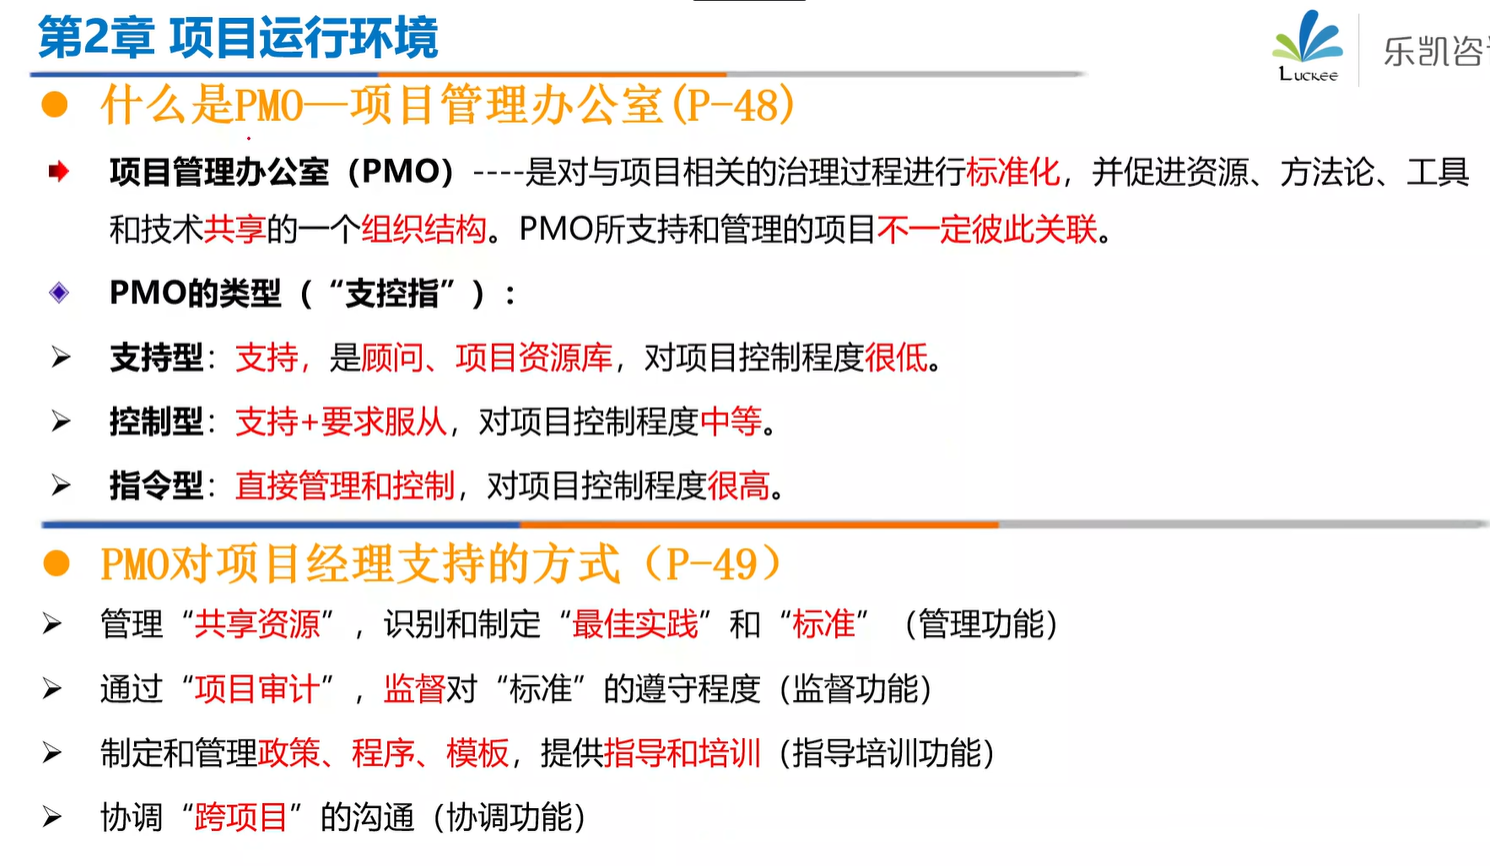 第2章 项目运行环境
Luckee
乐凯咨
什么是PMO—项目管理办公室(P-48)
项目管理办公室（PMO）----是对与项目相关的治理过程进行标准化，并促进资源、方法论、工具
和技术共享的一个组织结构。PMO所支持和管理的项目不一定彼此关联。
PMO的类型（“支控指”）：
支持型：支持，是顾问、项目资源库，对项目控制程度很低。
控制型：支持+要求服从，对项目控制程度中等。
指令型：直接管理和控制，对项目控制程度很高。
PMO对项目经理支持的方式（P-49）
管理“共享资源”，识别和制定“最佳实践”和“标准”（管理功能）
通过“项目审计”，监督对“标准”的遵守程度（监督功能）
制定和管理政策、程序、模板，提供指导和培训（指导培训功能）
协调“跨项目”的沟通（协调功能）